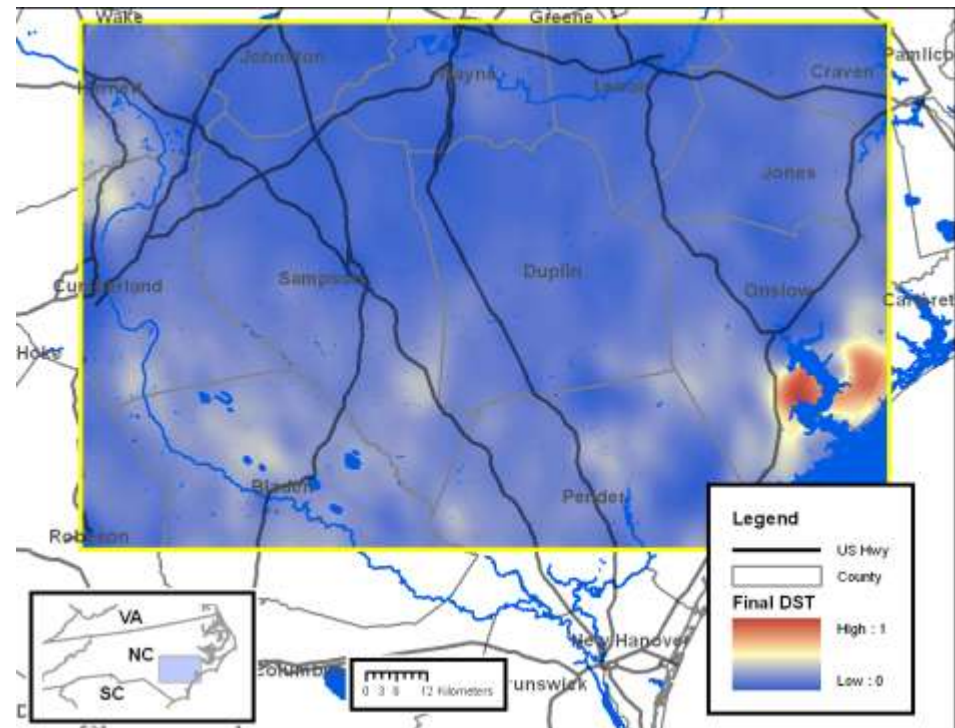 Wake
Greene
Johnston
Pamlico
Wayne
Craven
Harnett
Lenoir
Jones
Sampson
Duplin
Cumberland
Onslow
Carteret
Hoke
Bladen
Pender
Robeson
Legend
US Hwy
County
Final DST
High : 1
Low : 0
VA
NC
SC
New Hanover
Columbus
runswick
0 3 6 12 Kilometers